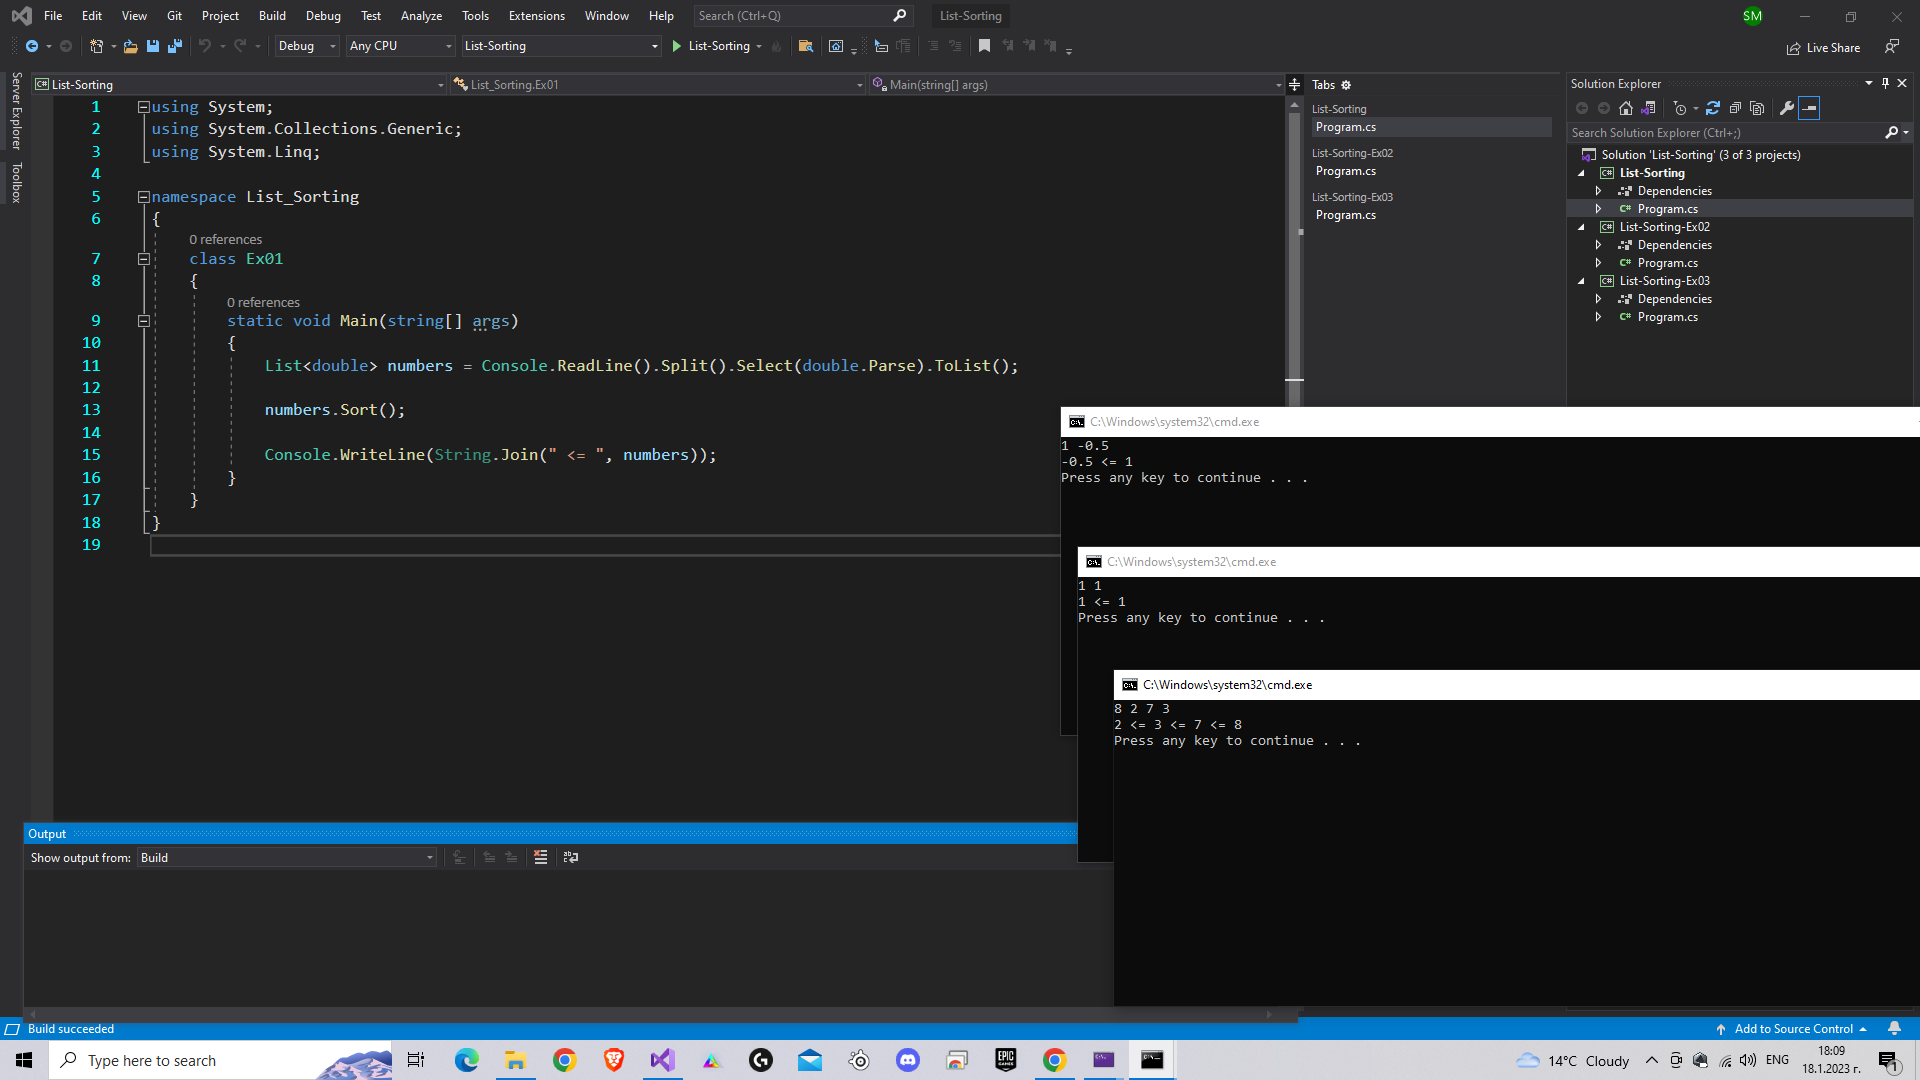 File Edit View Git Project Build Debug Test Analyze Tools Extensions Window Help Search (Ctrl+Q) List-Sorting SM
Debug Any CPU List-Sorting List-Sorting Live Share
Server Explorer
Toolbox
List-Sorting List_Sorting.Ex01 Main(string[] args)
1 using System;
2 using System.Collections.Generic;
3 using System.Linq;
4
5 namespace List_Sorting
6 {
0 references
7 class Ex01
8 {
0 references
9 static void Main(string[] args)
10 {
11 List<double> numbers = Console.ReadLine().Split().Select(double.Parse).ToList();
12
13 numbers.Sort();
14
15 Console.WriteLine(String.Join(" <= ", numbers));
16 }
17 }
18 }
19
Tabs
List-Sorting
Program.cs
List-Sorting-Ex02
Program.cs
List-Sorting-Ex03
Program.cs
Solution Explorer
Search Solution Explorer (Ctrl+;)
Solution 'List-Sorting' (3 of 3 projects)
List-Sorting
Dependencies
C# Program.cs
List-Sorting-Ex02
Dependencies
C# Program.cs
List-Sorting-Ex03
Dependencies
C# Program.cs
C:\Windows\system32\cmd.exe
1 -0.5
-0.5 <= 1
Press any key to continue . . .
C:\Windows\system32\cmd.exe
1 1
1 <= 1
Press any key to continue . . .
C:\Windows\system32\cmd.exe
8 2 7 3
2 <= 3 <= 7 <= 8
Press any key to continue . . .
Output
Show output from: Build
Build succeeded
Add to Source Control
Type here to search
EPIC GAMES
14°C Cloudy
ENG
18:09
18.1.2023 г.
1